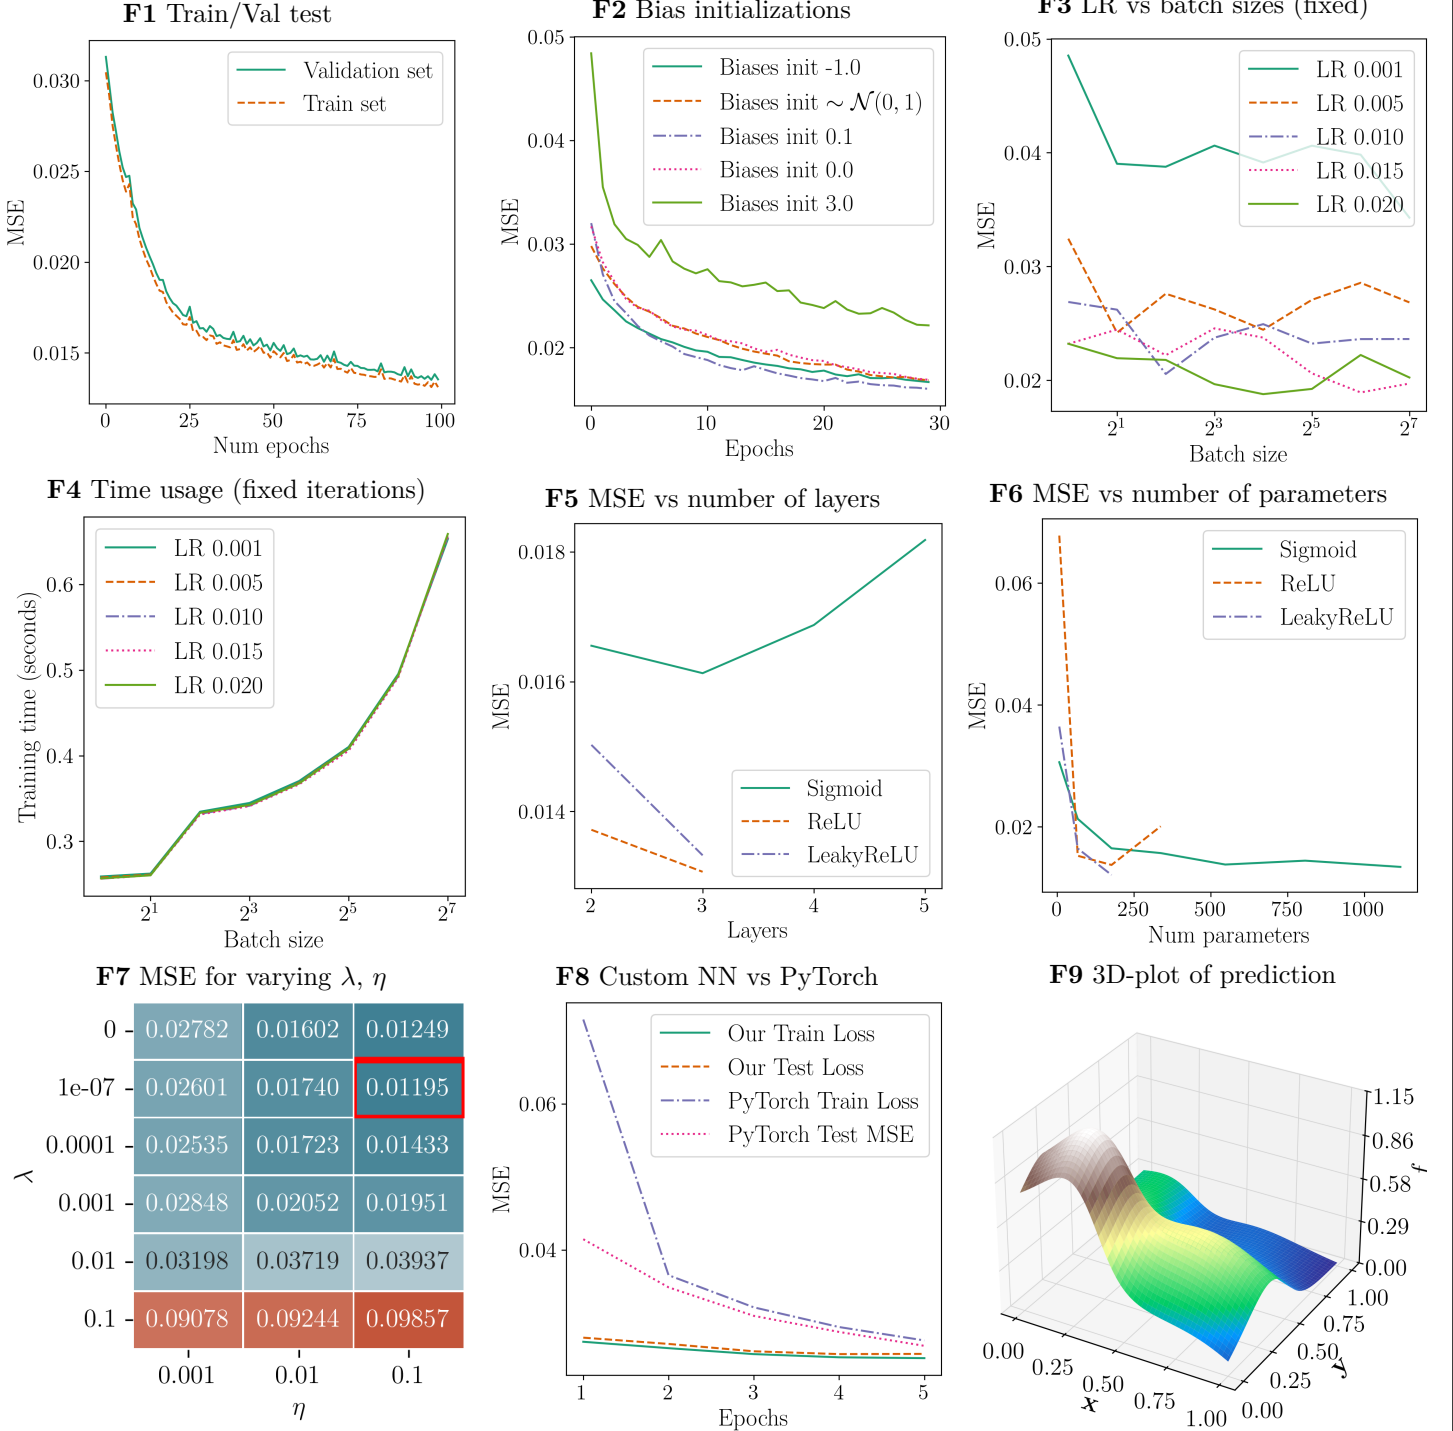 F1 Train/Val test
0.030
0.025
0.020
0.015
MSE
Validation set
Train set
0 25 50 75 100
Num epochs
F2 Bias initializations
0.05
0.04
0.03
0.02
MSE
Biases init -1.0
Biases init ∼ 𝒩(0, 1)
Biases init 0.1
Biases init 0.0
Biases init 3.0
0 10 20 30
Epochs
F3 LR vs batch sizes (fixed)
0.05
0.04
0.03
0.02
MSE
LR 0.001
LR 0.005
LR 0.010
LR 0.015
LR 0.020
2¹ 2³ 2⁵ 2⁷
Batch size
F4 Time usage (fixed iterations)
0.6
0.5
0.4
0.3
Training time (seconds)
LR 0.001
LR 0.005
LR 0.010
LR 0.015
LR 0.020
2¹ 2³ 2⁵ 2⁷
Batch size
F5 MSE vs number of layers
0.018
0.016
0.014
MSE
Sigmoid
ReLU
LeakyReLU
2 3 4 5
Layers
F6 MSE vs number of parameters
0.06
0.04
0.02
MSE
Sigmoid
ReLU
LeakyReLU
0 250 500 750 1000
Num parameters
F7 MSE for varying λ, η
λ
0 0.02782 0.01602 0.01249
1e-07 0.02601 0.01740 0.01195
0.0001 0.02535 0.01723 0.01433
0.001 0.02848 0.02052 0.01951
0.01 0.03198 0.03719 0.03937
0.1 0.09078 0.09244 0.09857
0.001 0.01 0.1
η
F8 Custom NN vs PyTorch
0.06
0.04
MSE
Our Train Loss
Our Test Loss
PyTorch Train Loss
PyTorch Test MSE
1 2 3 4 5
Epochs
F9 3D-plot of prediction
1.15
0.86
0.58
0.29
0.00
f
1.00
0.75
0.50
0.25
0.00
y
0.00
0.25
0.50
0.75
1.00
x